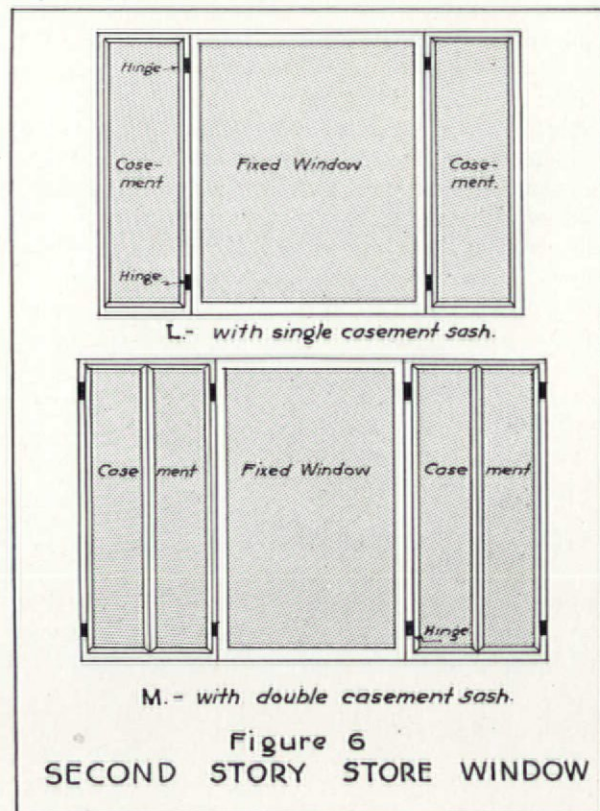 Hinge
Case-
ment
Fixed Window
Case-
ment.
Hinge
L.- with single casement sash.
Case ment
Fixed Window
Case ment
Hinge
M.- with double casement sash.
Figure 6
SECOND STORY STORE WINDOW